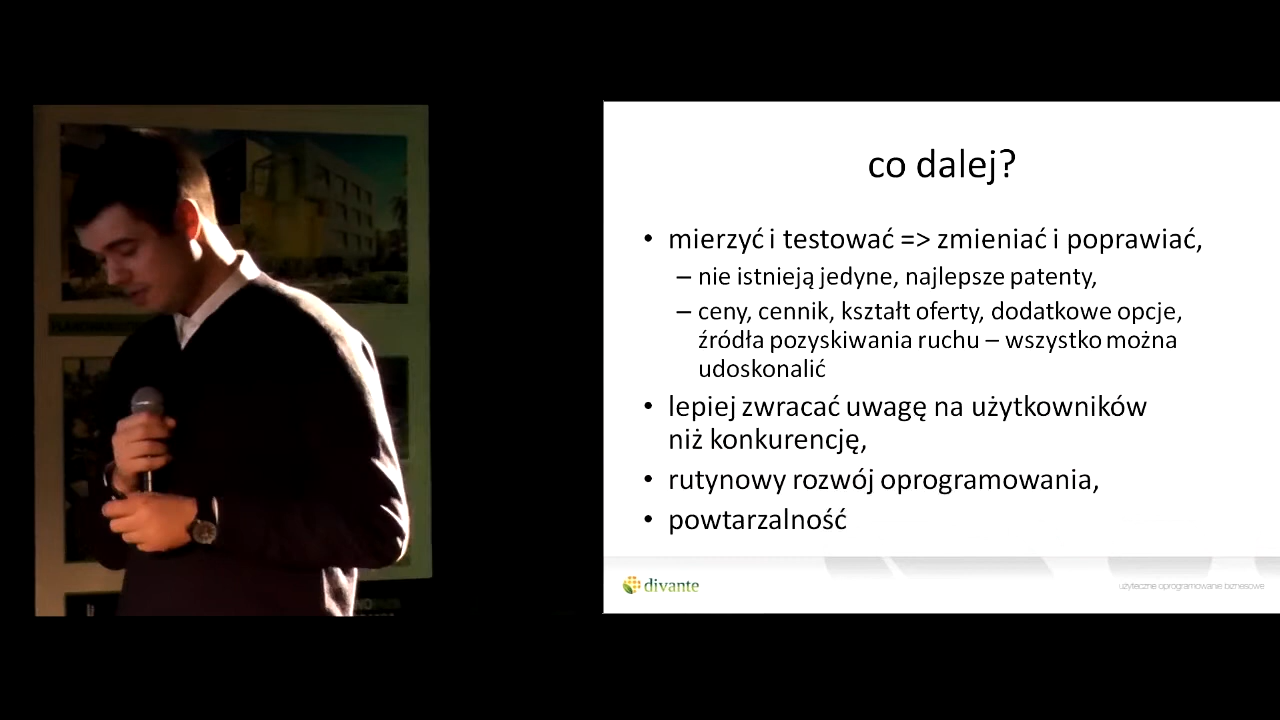 co dalej?
• mierzyć i testować => zmieniać i poprawiać,
– nie istnieją jedyne, najlepsze patenty,
– ceny, cennik, kształt oferty, dodatkowe opcje,
źródła pozyskiwania ruchu – wszystko można
udoskonalić
• lepiej zwracać uwagę na użytkowników
niż konkurencję,
• rutynowy rozwój oprogramowania,
• powtarzalność
divante
użyteczne oprogramowanie biznesowe